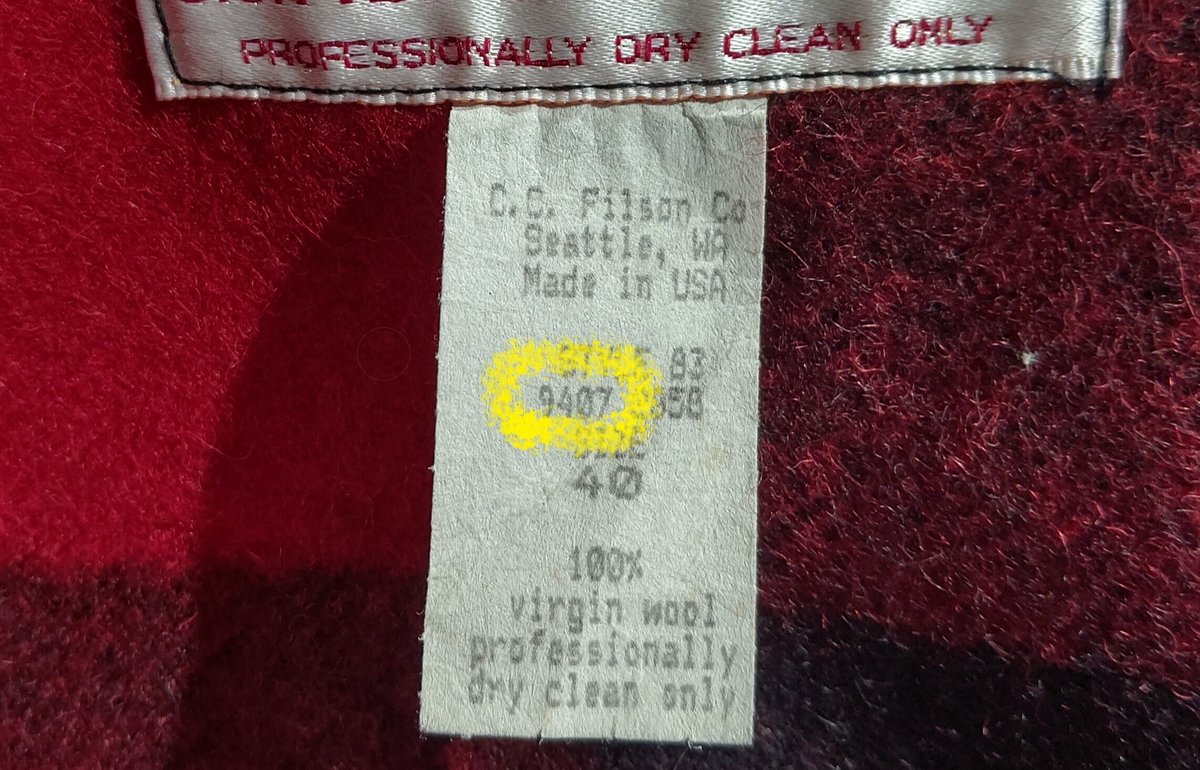 PROFESSIONALLY DRY CLEAN ONLY
C.C. Filson Co
Seattle, WA
Made in USA
83
9407
40
100%
virgin wool
professionally
dry clean only